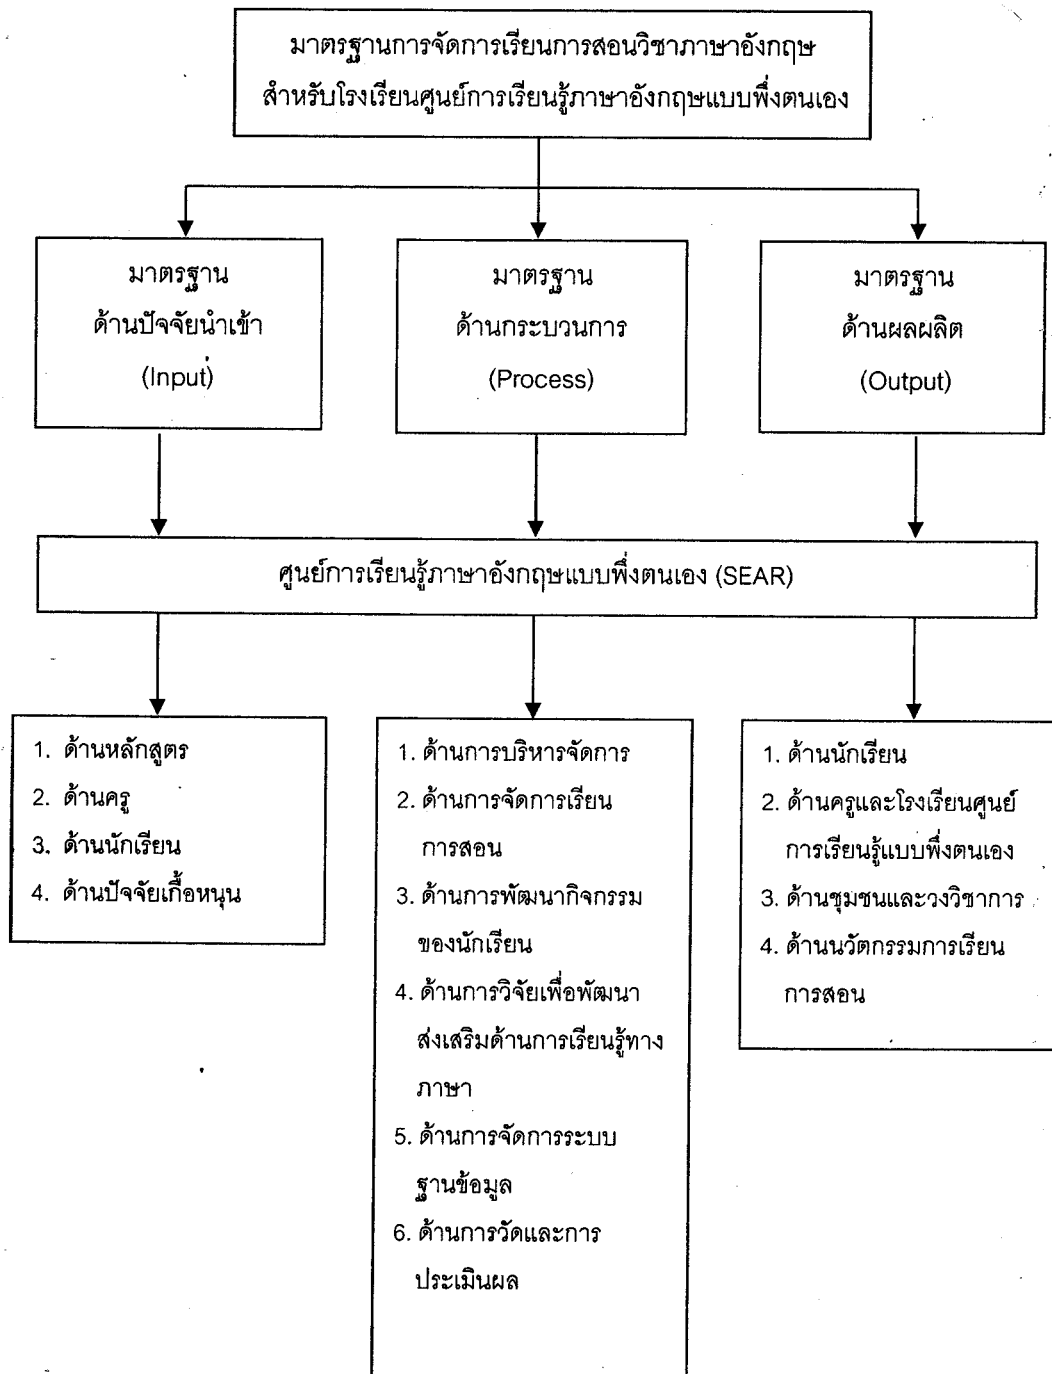 มาตรฐานการจัดการเรียนการสอนวิชาภาษาอังกฤษ
สำหรับโรงเรียนศูนย์การเรียนรู้ภาษาอังกฤษแบบพึ่งตนเอง
มาตรฐาน
ด้านปัจจัยนำเข้า
(Input)
มาตรฐาน
ด้านกระบวนการ
(Process)
มาตรฐาน
ด้านผลผลิต
(Output)
ศูนย์การเรียนรู้ภาษาอังกฤษแบบพึ่งตนเอง (SEAR)
1. ด้านหลักสูตร
2. ด้านครู
3. ด้านนักเรียน
4. ด้านปัจจัยเกื้อหนุน
1. ด้านการบริหารจัดการ
2. ด้านการจัดการเรียน
การสอน
3. ด้านการพัฒนากิจกรรม
ของนักเรียน
4. ด้านการวิจัยเพื่อพัฒนา
ส่งเสริมด้านการเรียนรู้ทาง
ภาษา
5. ด้านการจัดการระบบ
ฐานข้อมูล
6. ด้านการวัดและการ
ประเมินผล
1. ด้านนักเรียน
2. ด้านครูและโรงเรียนศูนย์
การเรียนรู้แบบพึ่งตนเอง
3. ด้านชุมชนและวงวิชาการ
4. ด้านนวัตกรรมการเรียน
การสอน